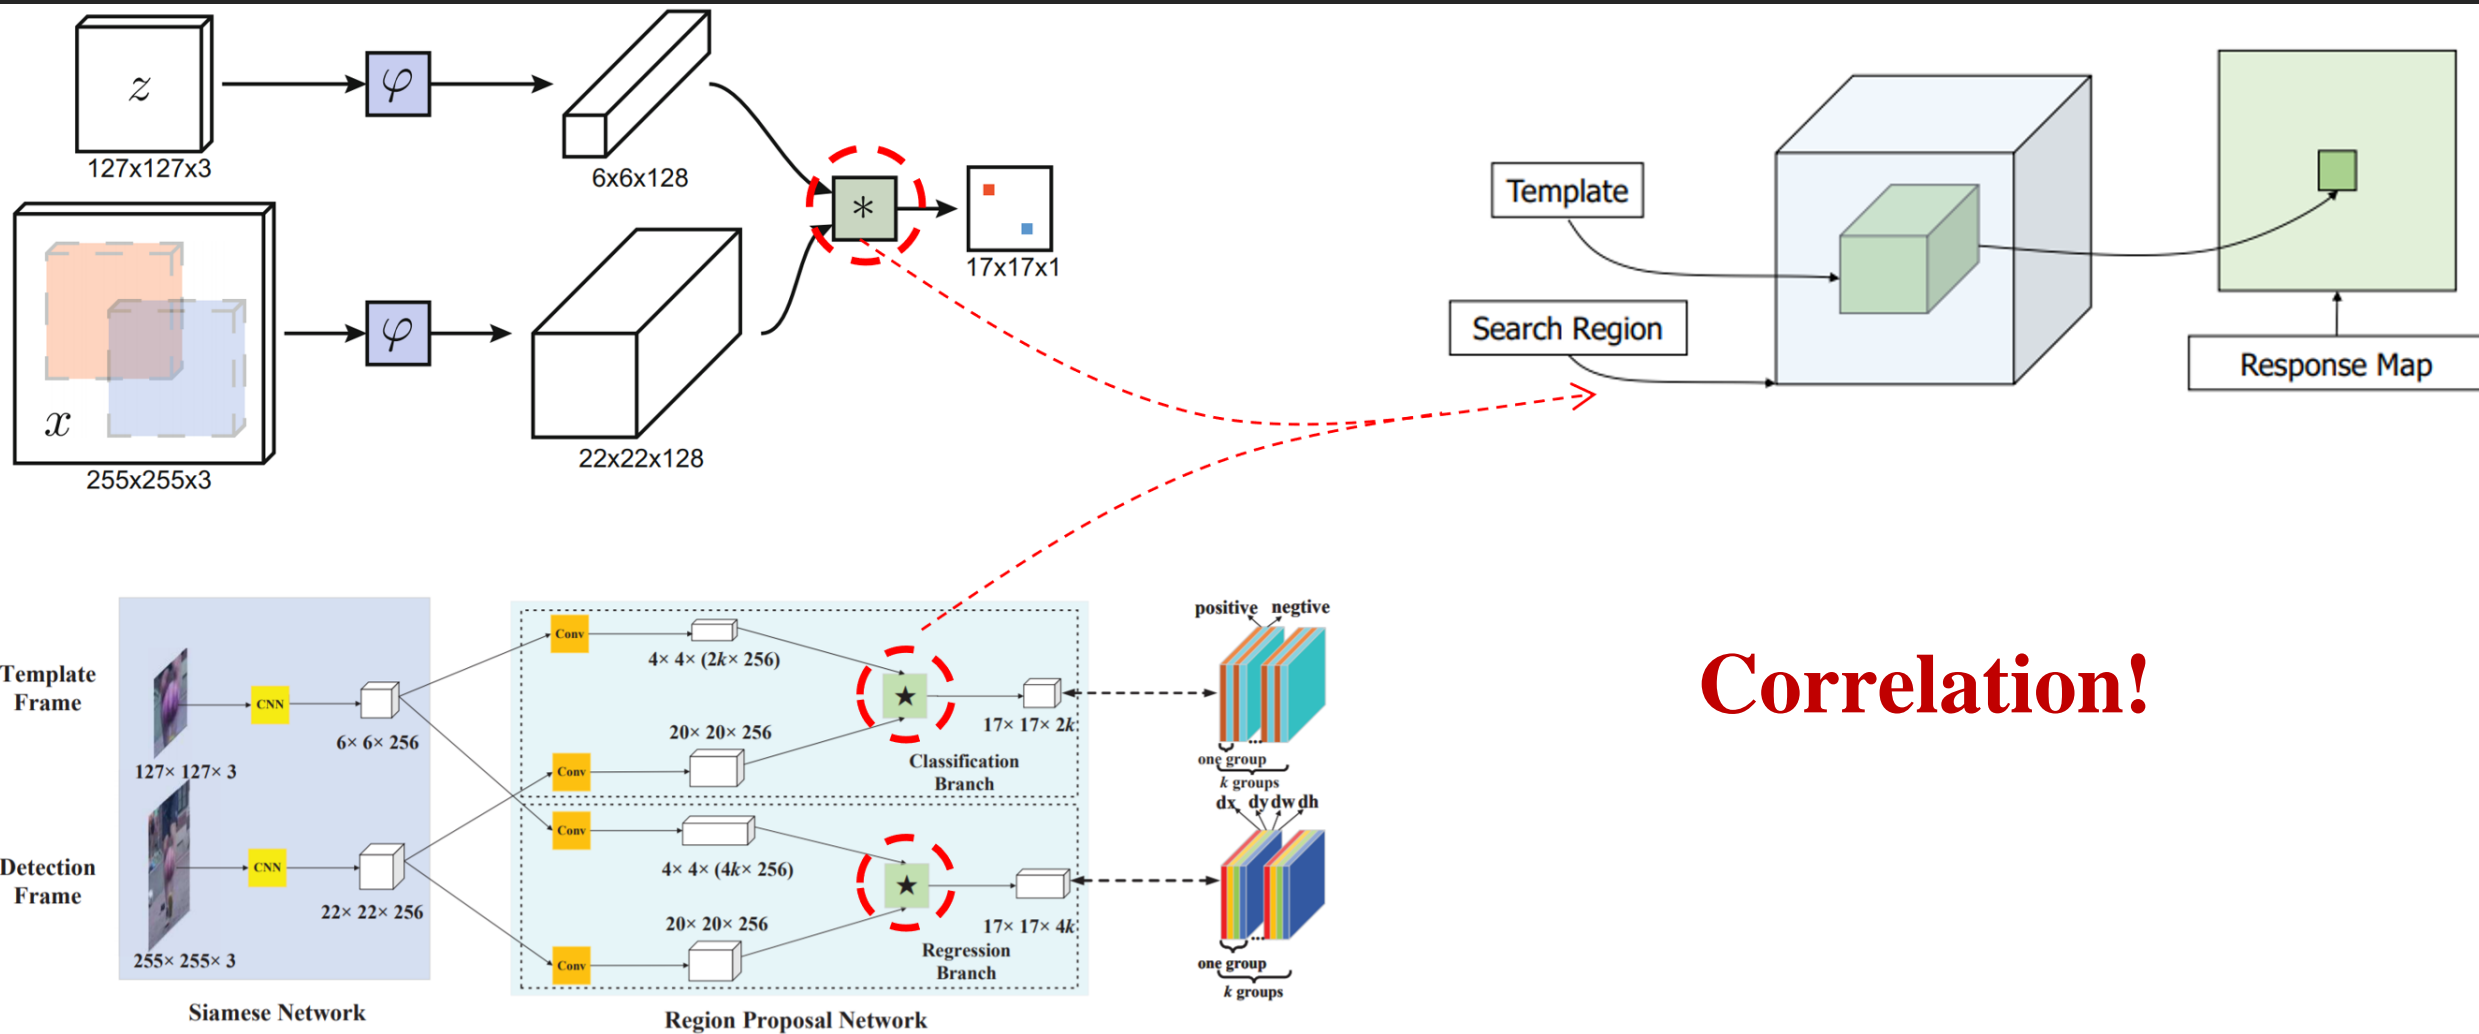 z
φ
127x127x3
6x6x128
*
17x17x1
x
φ
255x255x3
22x22x128
Template
Search Region
Response Map
Correlation!
Template
Frame
127× 127× 3
CNN
6× 6× 256
Detection
Frame
255× 255× 3
CNN
22× 22× 256
Siamese Network
Conv
4× 4× (2k× 256)
★
20× 20× 256
Conv
17× 17× 2k
Classification
Branch
Conv
4× 4× (4k× 256)
★
20× 20× 256
Conv
17× 17× 4k
Regression
Branch
Region Proposal Network
positive negtive
...
one group
k groups
dx dy dw dh
...
one group
k groups